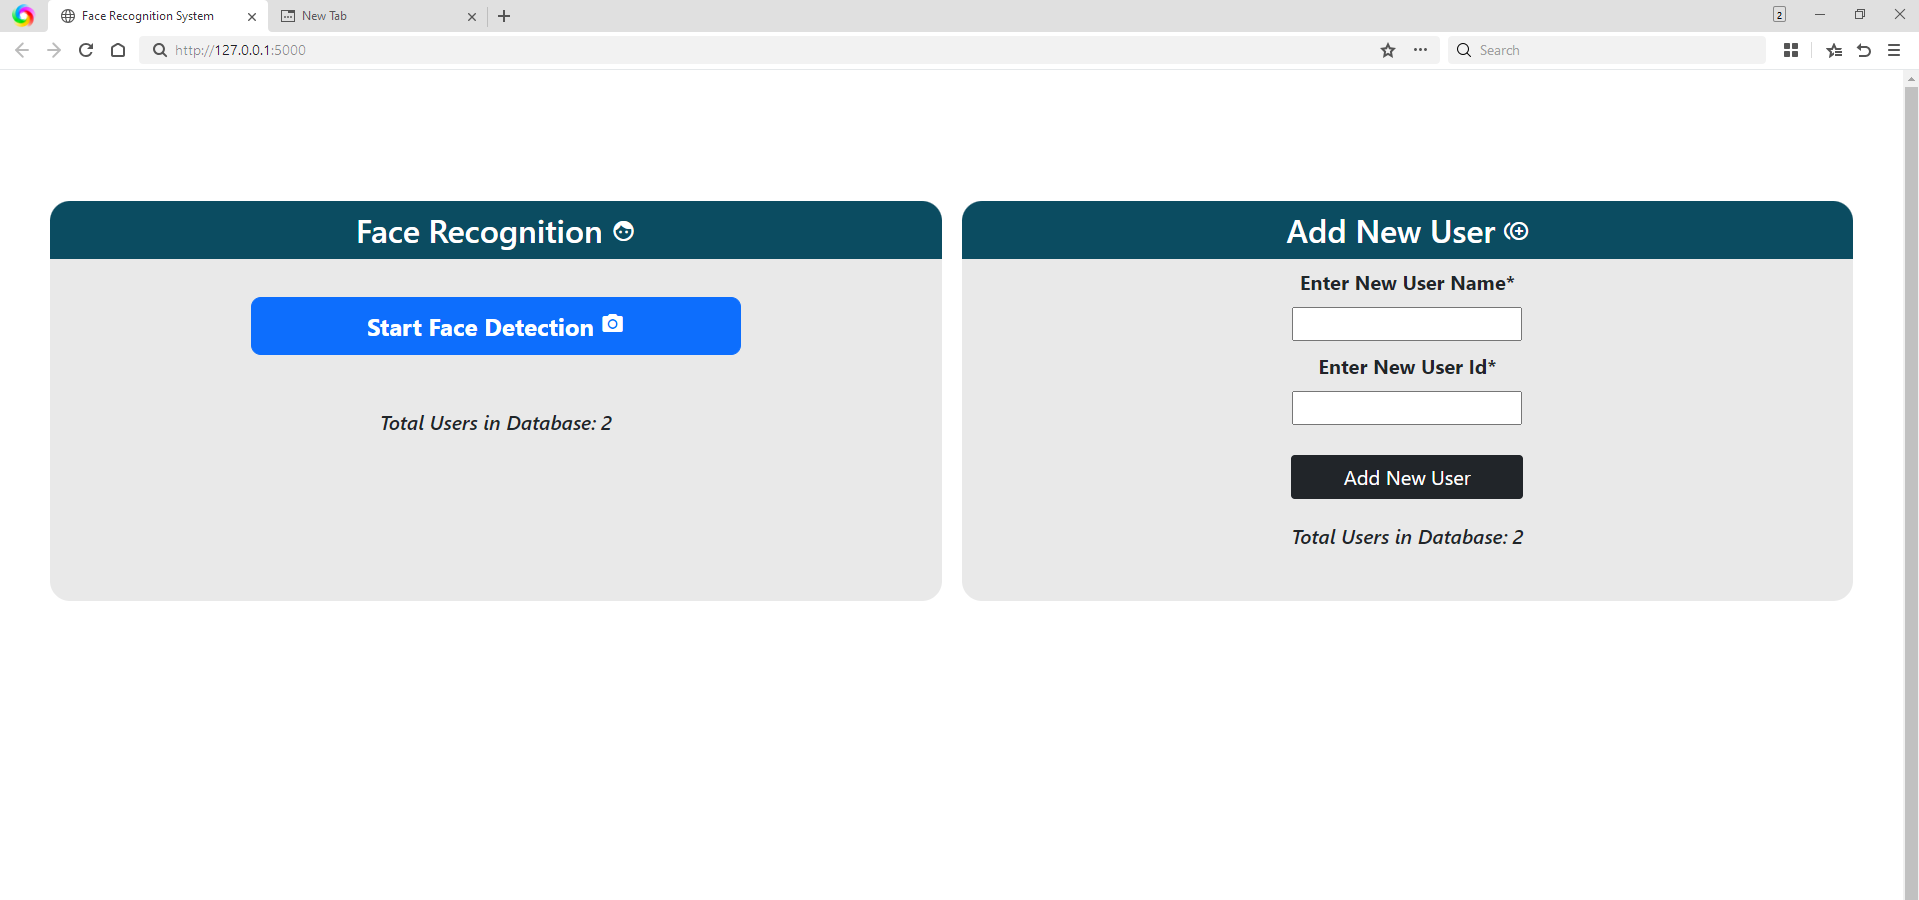 Face Recognition System
New Tab
2
http://127.0.0.1:5000
Search
Face Recognition
Start Face Detection
Total Users in Database: 2
Add New User
Enter New User Name*
Enter New User Id*
Add New User
Total Users in Database: 2